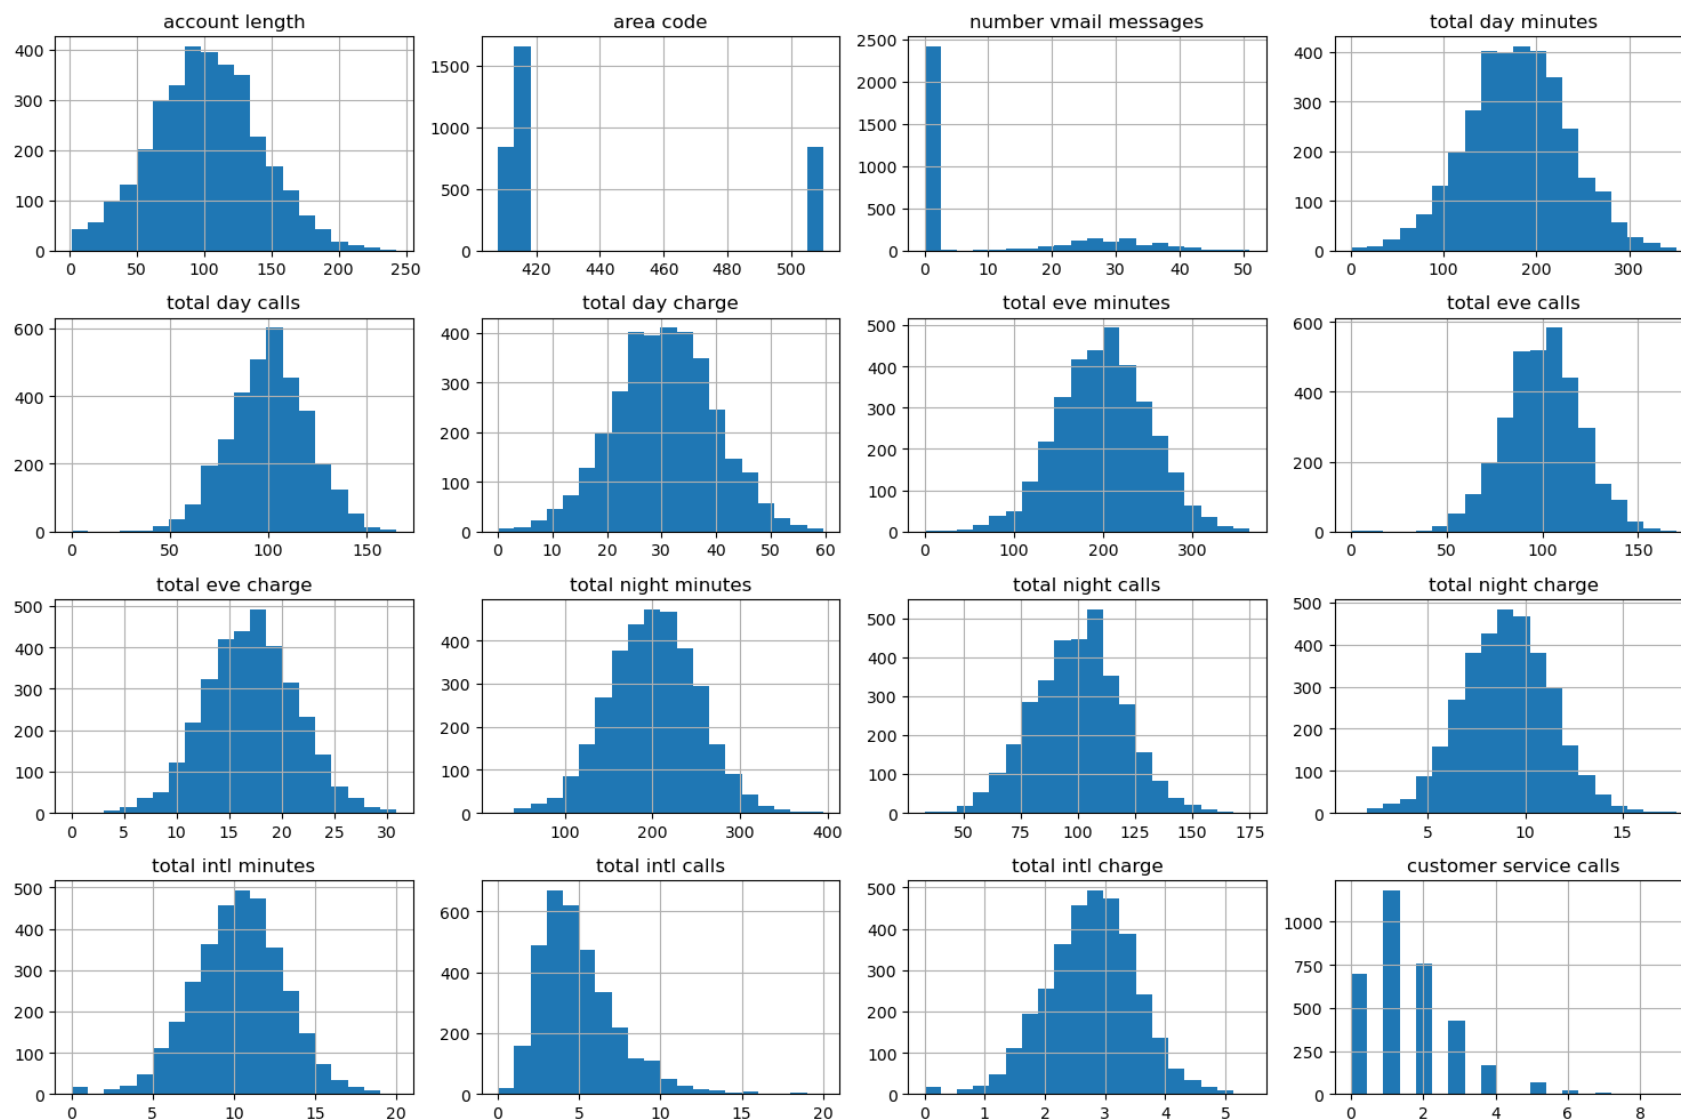 account length
400
300
200
100
0
0 50 100 150 200 250
area code
1500
1000
500
0
420 440 460 480 500
number vmail messages
2500
2000
1500
1000
500
0
0 10 20 30 40 50
total day minutes
400
300
200
100
0
0 100 200 300
total day calls
600
400
200
0
0 50 100 150
total day charge
400
300
200
100
0
0 10 20 30 40 50 60
total eve minutes
500
400
300
200
100
0
0 100 200 300
total eve calls
600
400
200
0
0 50 100 150
total eve charge
500
400
300
200
100
0
0 5 10 15 20 25 30
total night minutes
400
300
200
100
0
100 200 300 400
total night calls
500
400
300
200
100
0
50 75 100 125 150 175
total night charge
500
400
300
200
100
0
5 10 15
total intl minutes
500
400
300
200
100
0
0 5 10 15 20
total intl calls
600
400
200
0
0 5 10 15 20
total intl charge
500
400
300
200
100
0
0 1 2 3 4 5
customer service calls
1000
750
500
250
0
0 2 4 6 8